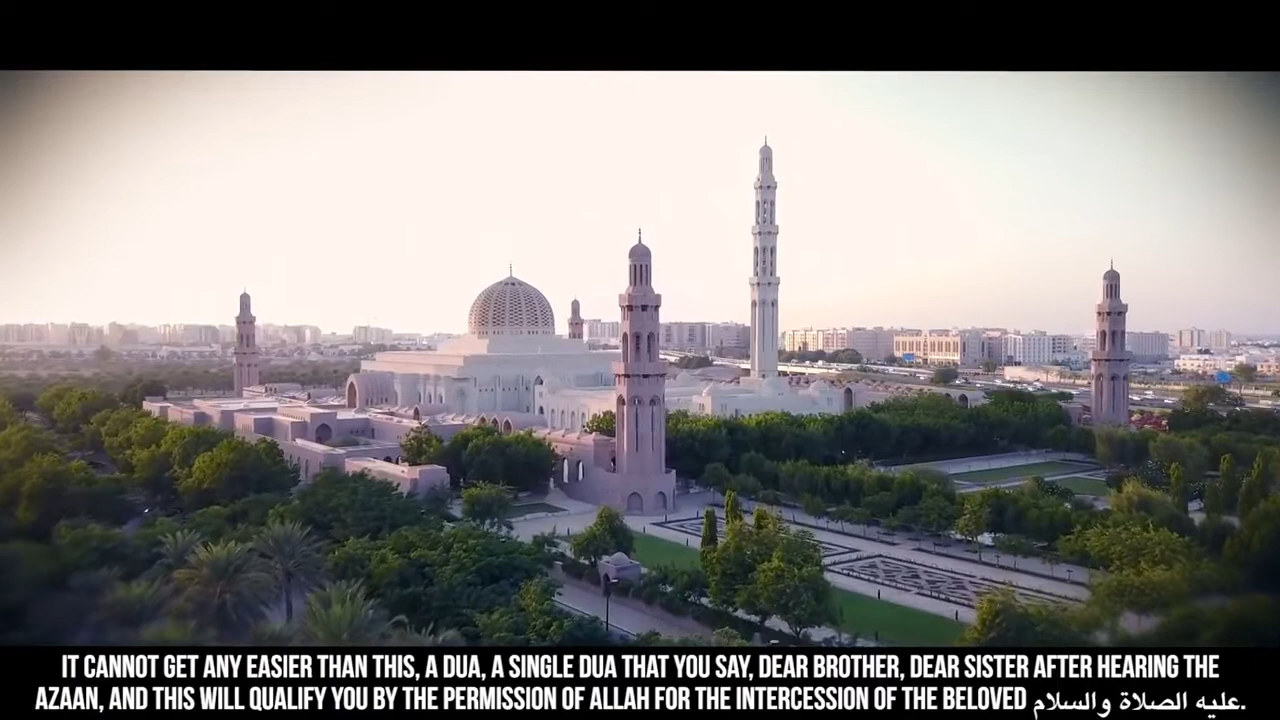 IT CANNOT GET ANY EASIER THAN THIS, A DUA, A SINGLE DUA THAT YOU SAY, DEAR BROTHER, DEAR SISTER AFTER HEARING THE
AZAAN, AND THIS WILL QUALIFY YOU BY THE PERMISSION OF ALLAH FOR THE INTERCESSION OF THE BELOVED عليه الصلاة والسلام.